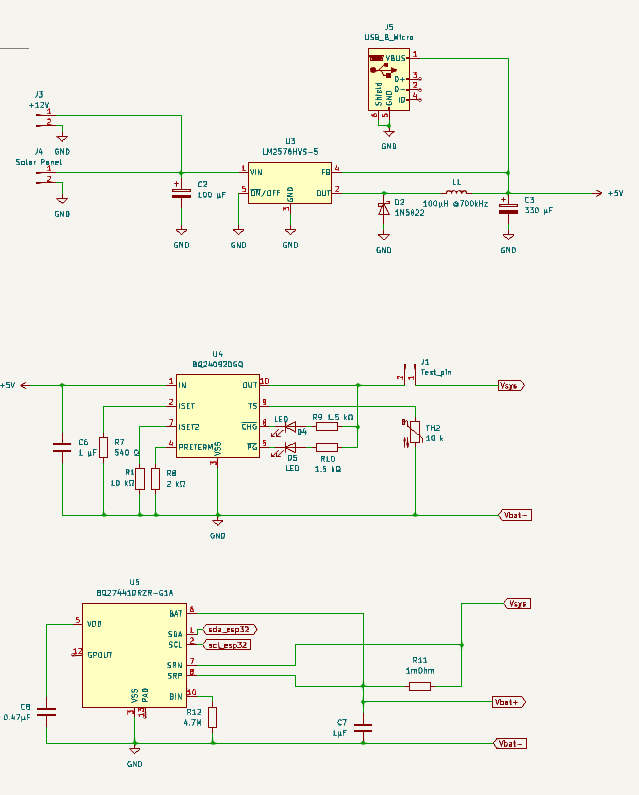 J5
USB_B_Micro
VBUS 1
D+ 3
D- 2
ID 4
Shield
GND
6 5
GND
J3
+12V
1
2
GND
J4
Solar Panel
1
2
GND
C2
100 µF
GND
U3
LM2576HVS-5
1 VIN
FB 4
5 ON/OFF
OUT 2
GND
3
GND
GND
D2
1N5822
GND
L1
100µH @700kHz
C3
330 µF
GND
+5V
U4
BQ24092DGQ
+5V
1 IN
OUT 10
2 ISET
TS 9
7 ISET2
CHG 8
4 PRETERM
PG 5
VSS
3
C6
1 µF
R7
540 Ω
R1
10 kΩ
R8
2 kΩ
GND
LED
D4
R9 1.5 kΩ
D5
LED
R10
1.5 kΩ
J1
Test_pin
2 1
Vsys
TH2
10 k
Vbat-
U5
BQ27441DRZR-G1A
5 VDD
BAT 6
SDA 1
sda_esp32
SCL 2
scl_esp32
12 GPOUT
SRN 7
SRP 8
BIN 10
VSS
PAD
3 13
C8
0.47µF
R12
4.7M
GND
C7
1µF
R11
1mOhm
Vsys
Vbat+
Vbat-